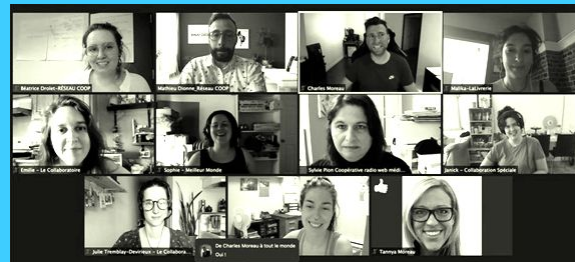 Béatrice Drolet-RÉSEAU COOP
Mathieu Dionne_Réseau COOP
Charles Moreau
Malika-LaLivrerie
Emilie - Le Collaboratoire
Sophie - Meilleur Monde
Sylvie Pion Coopérative radio web médi...
Janick - Collaboration Spéciale
Julie Tremblay-Devirieux - Le Collabora...
De Charles Moreau à tout le monde
Oui !
Tannya Moreau